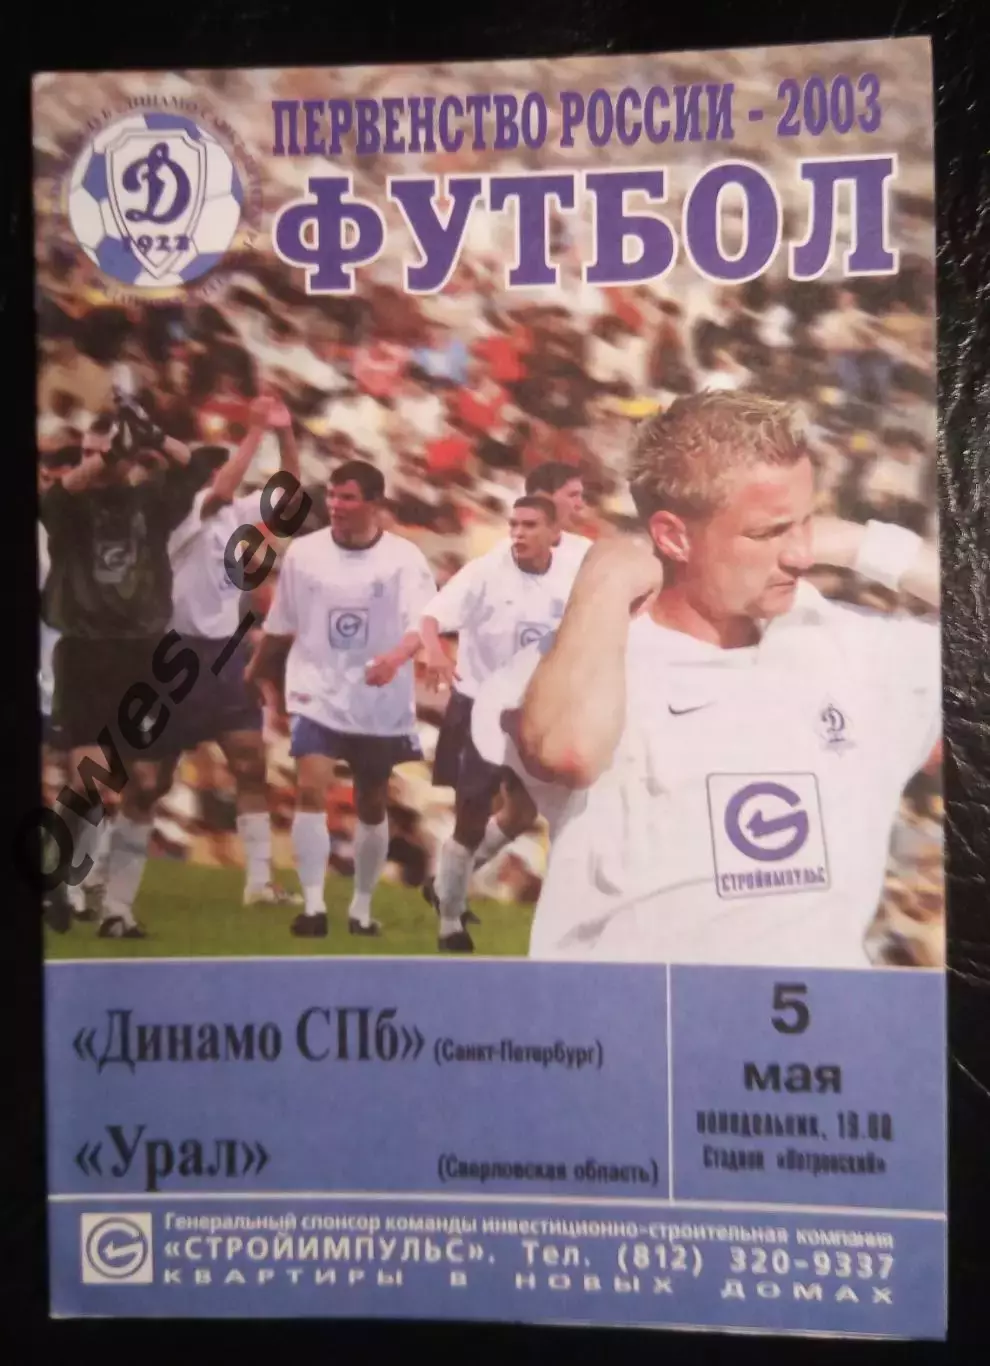 ПЕРВЕНСТВО РОССИИ - 2003
ФУТБОЛ
Д
1922
СТРОЙИМПУЛЬС
Qwes_ee
«Динамо СПб» (Санкт-Петербург)
«Урал» (Свердловская область)
5
мая
понедельник, 19.00
Стадион «Петровский»
Генеральный спонсор команды инвестиционно-строительная компания
«СТРОЙИМПУЛЬС». Тел. (812) 320-9337
КВАРТИРЫ В НОВЫХ ДОМАХ